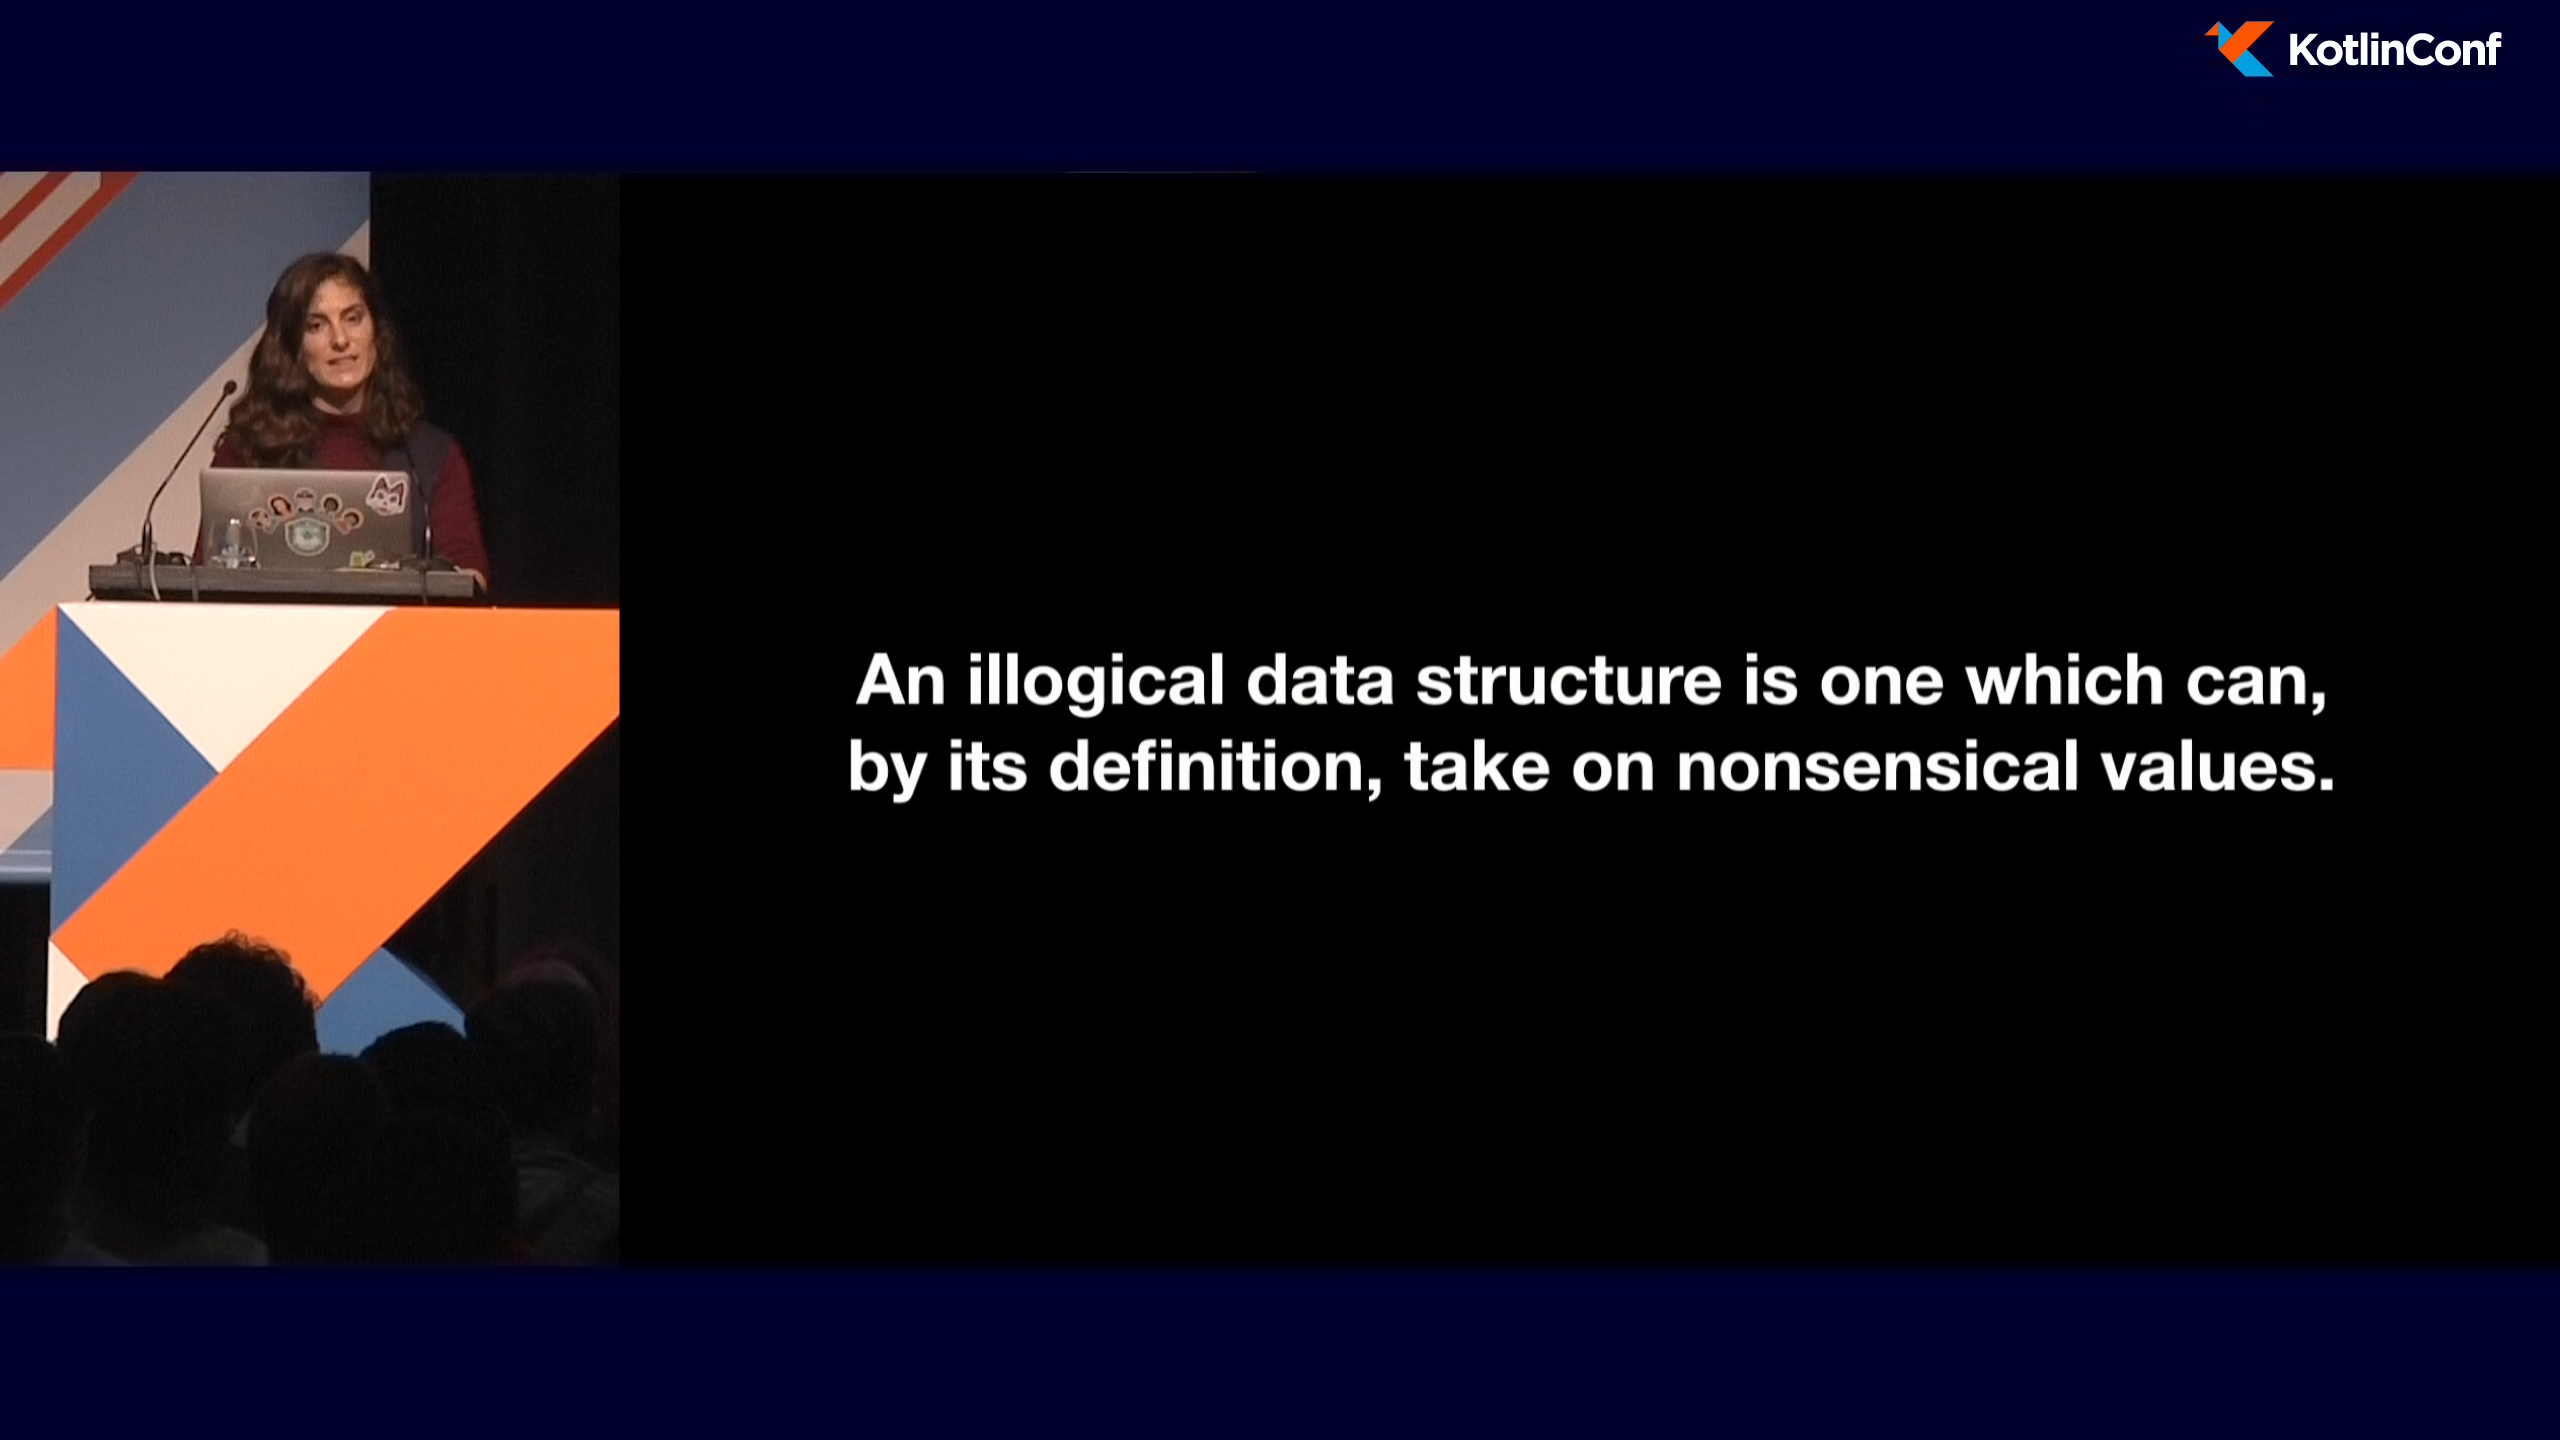 KotlinConf
An illogical data structure is one which can,
by its definition, take on nonsensical values.